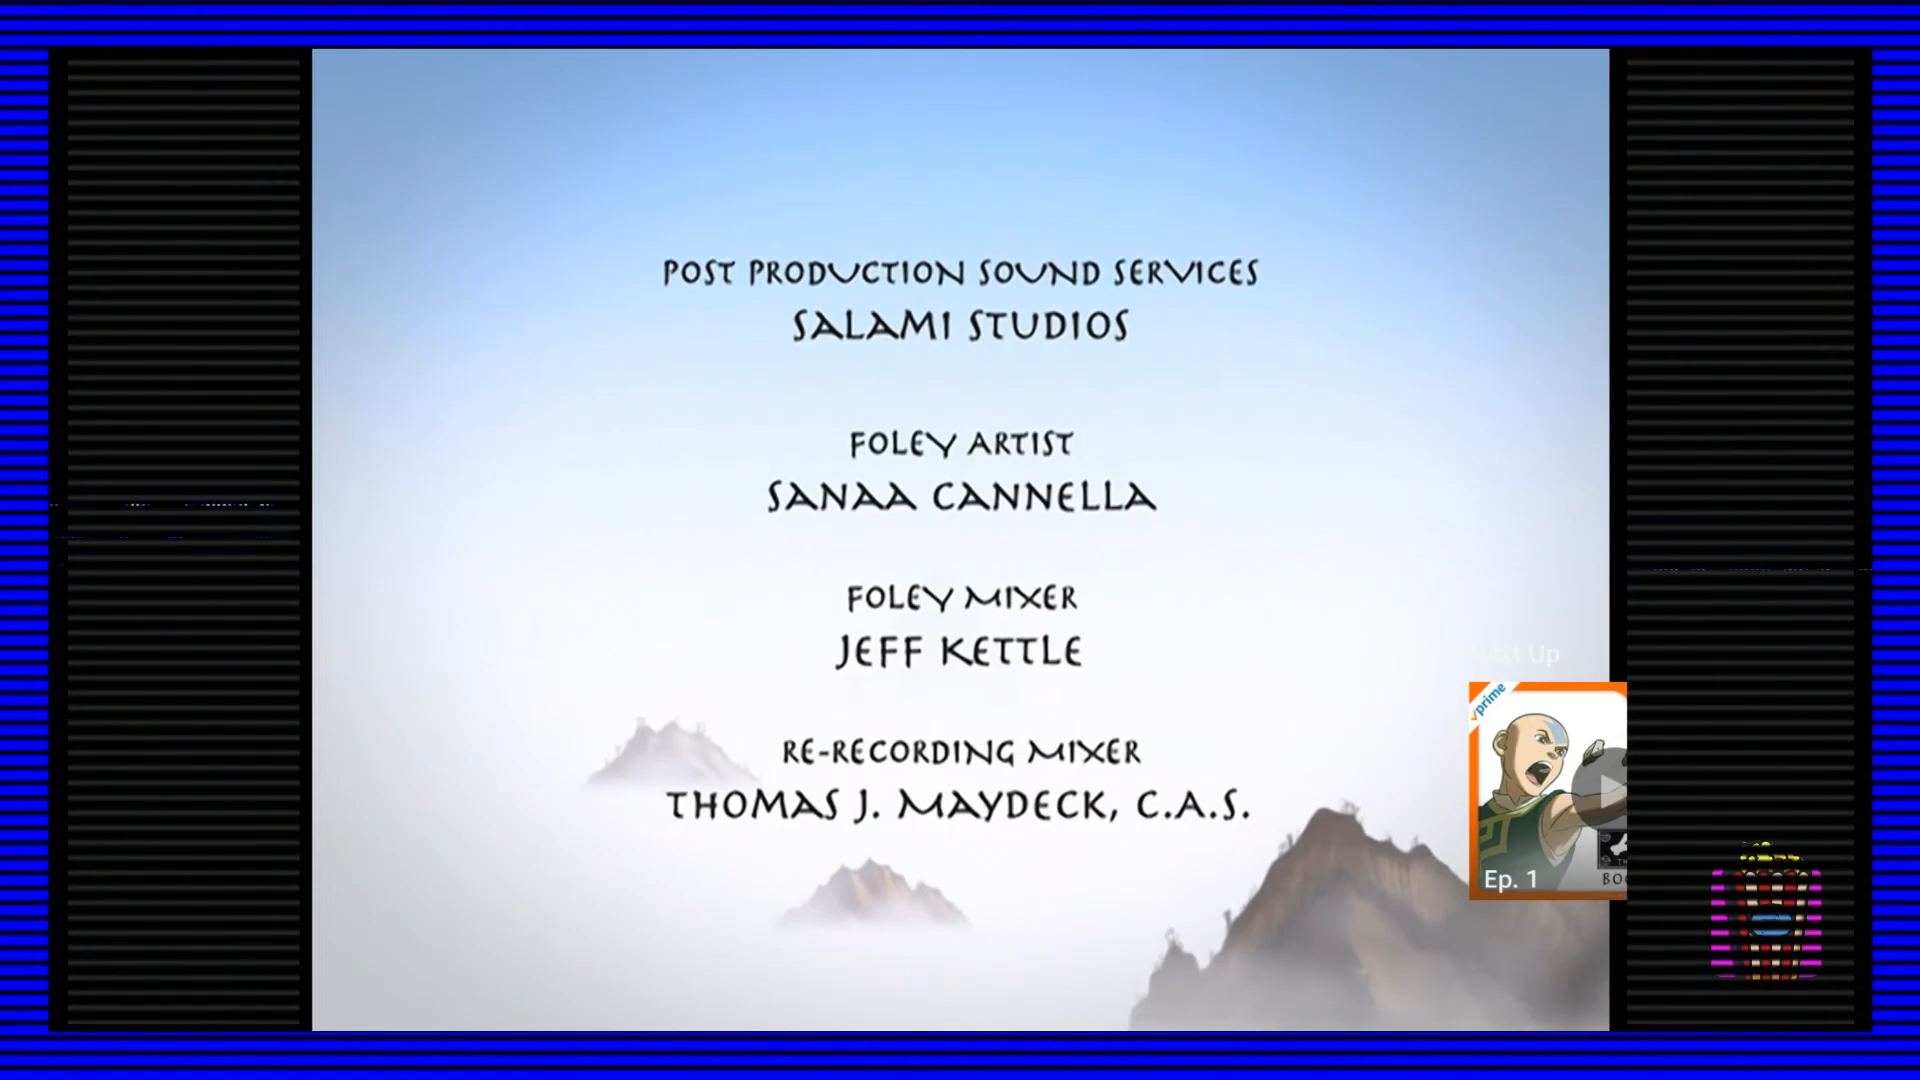 POST PRODUCTION SOUND SERVICES
SALAMI STUDIOS
FOLEY ARTIST
SANAA CANNELLA
FOLEY MIXER
JEFF KETTLE
Up
RE-RECORDING MIXER
THOMAS J. MAYDECK, C.A.S.
prime
Ep. 1